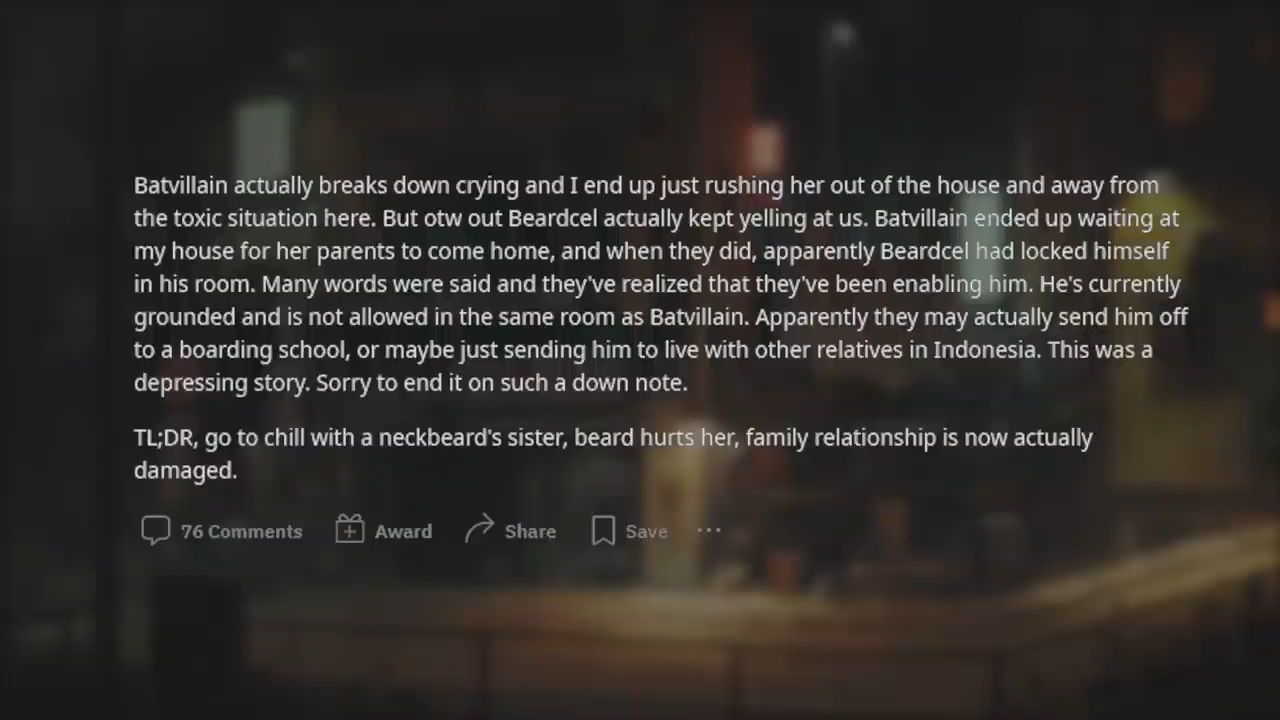 Batvillain actually breaks down crying and I end up just rushing her out of the house and away from
the toxic situation here. But otw out Beardcel actually kept yelling at us. Batvillain ended up waiting at
my house for her parents to come home, and when they did, apparently Beardcel had locked himself
in his room. Many words were said and they've realized that they've been enabling him. He's currently
grounded and is not allowed in the same room as Batvillain. Apparently they may actually send him off
to a boarding school, or maybe just sending him to live with other relatives in Indonesia. This was a
depressing story. Sorry to end it on such a down note.
TL;DR, go to chill with a neckbeard's sister, beard hurts her, family relationship is now actually
damaged.
76 Comments Award Share Save ···